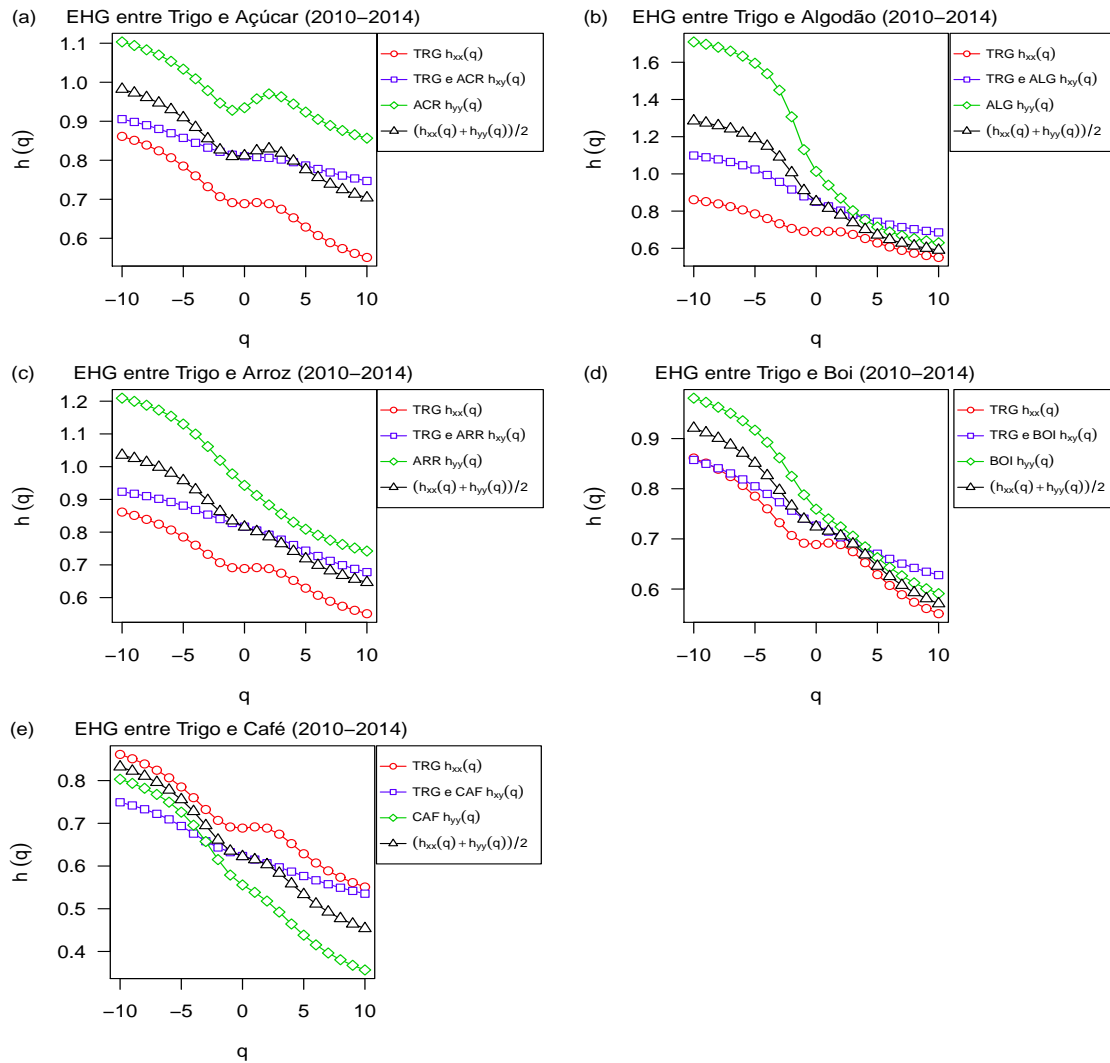 (a) EHG entre Trigo e Açúcar (2010−2014)
h (q)
1.1
1.0
0.9
0.8
0.7
0.6
−10 −5 0 5 10
q
TRG hxx(q)
TRG e ACR hxy(q)
ACR hyy(q)
(hxx(q) + hyy(q))/2
(b) EHG entre Trigo e Algodão (2010−2014)
h (q)
1.6
1.4
1.2
1.0
0.8
0.6
−10 −5 0 5 10
q
TRG hxx(q)
TRG e ALG hxy(q)
ALG hyy(q)
(hxx(q) + hyy(q))/2
(c) EHG entre Trigo e Arroz (2010−2014)
h (q)
1.2
1.1
1.0
0.9
0.8
0.7
0.6
−10 −5 0 5 10
q
TRG hxx(q)
TRG e ARR hxy(q)
ARR hyy(q)
(hxx(q) + hyy(q))/2
(d) EHG entre Trigo e Boi (2010−2014)
h (q)
0.9
0.8
0.7
0.6
−10 −5 0 5 10
q
TRG hxx(q)
TRG e BOI hxy(q)
BOI hyy(q)
(hxx(q) + hyy(q))/2
(e) EHG entre Trigo e Café (2010−2014)
h (q)
0.8
0.7
0.6
0.5
0.4
−10 −5 0 5 10
q
TRG hxx(q)
TRG e CAF hxy(q)
CAF hyy(q)
(hxx(q) + hyy(q))/2